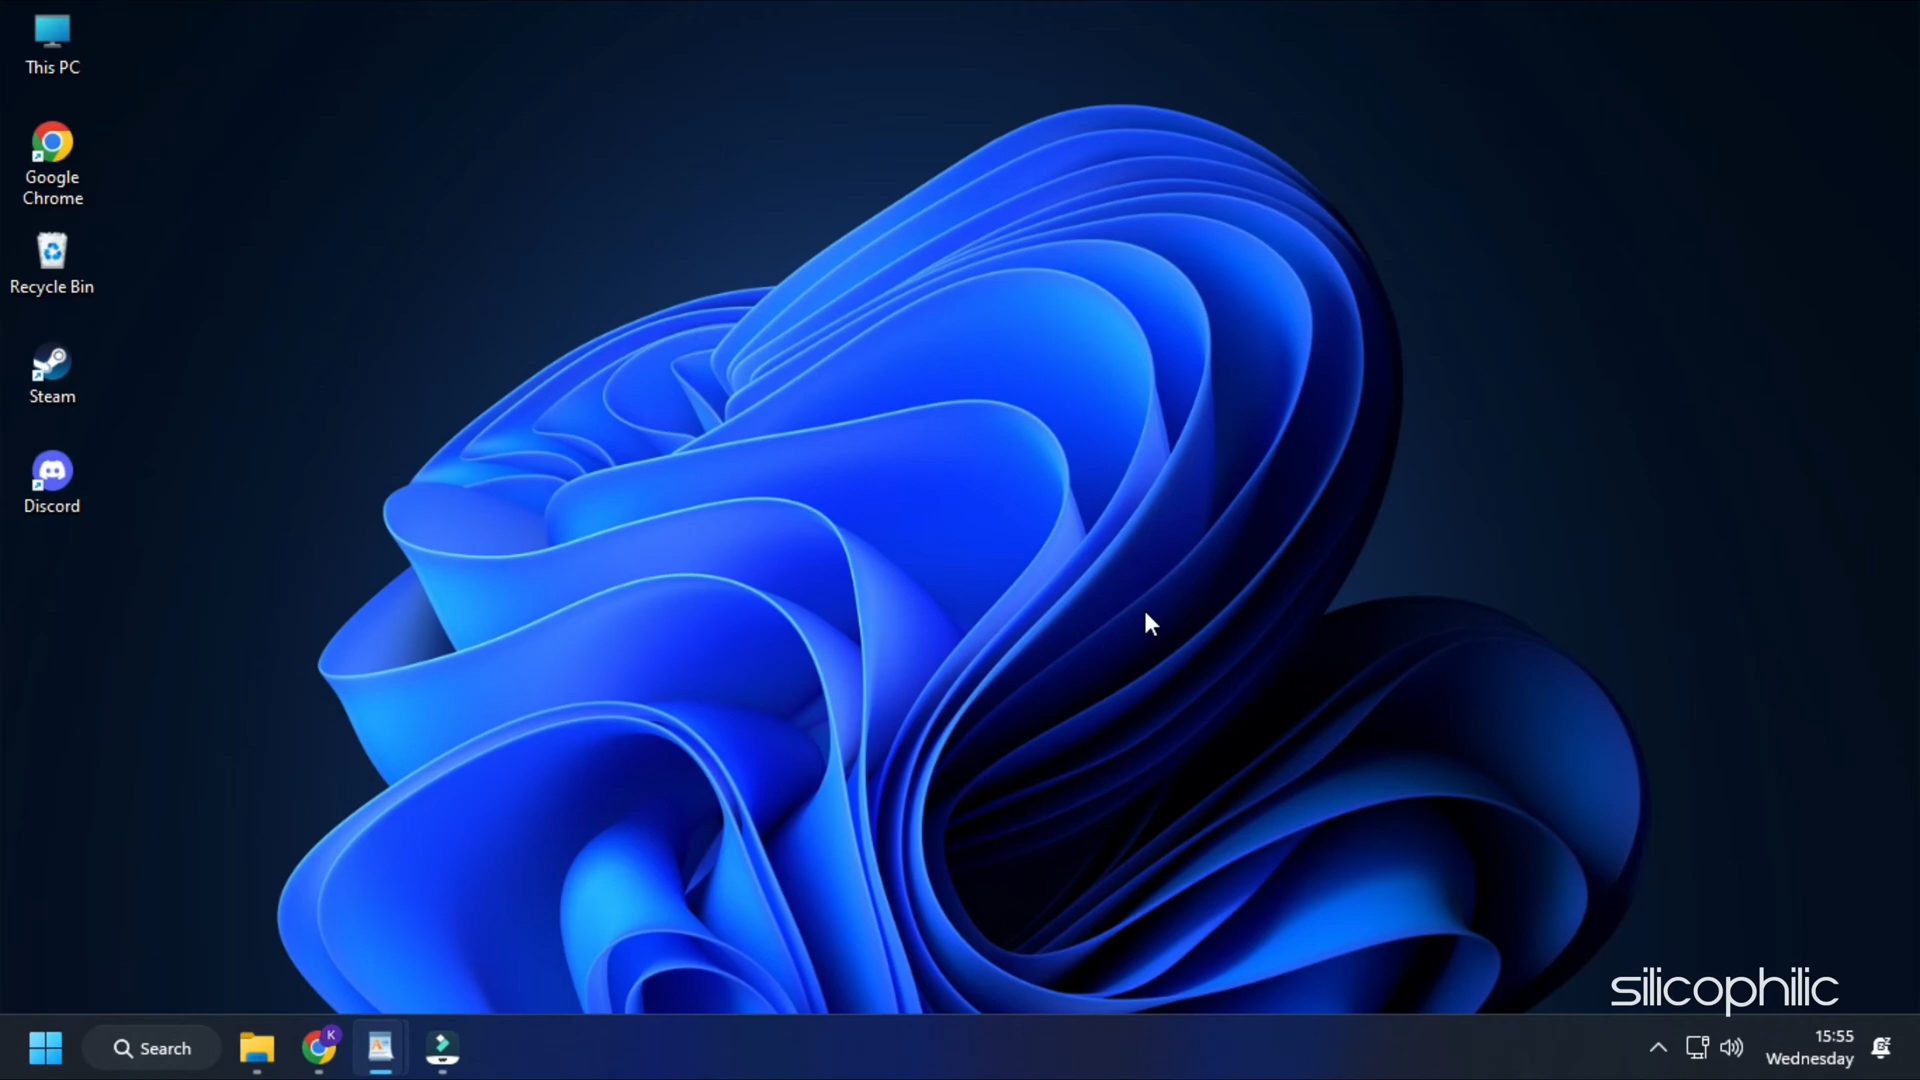 This PC
Google
Chrome
Recycle Bin
Steam
Discord
silicophilic
Search
K
A
15:55
Wednesday